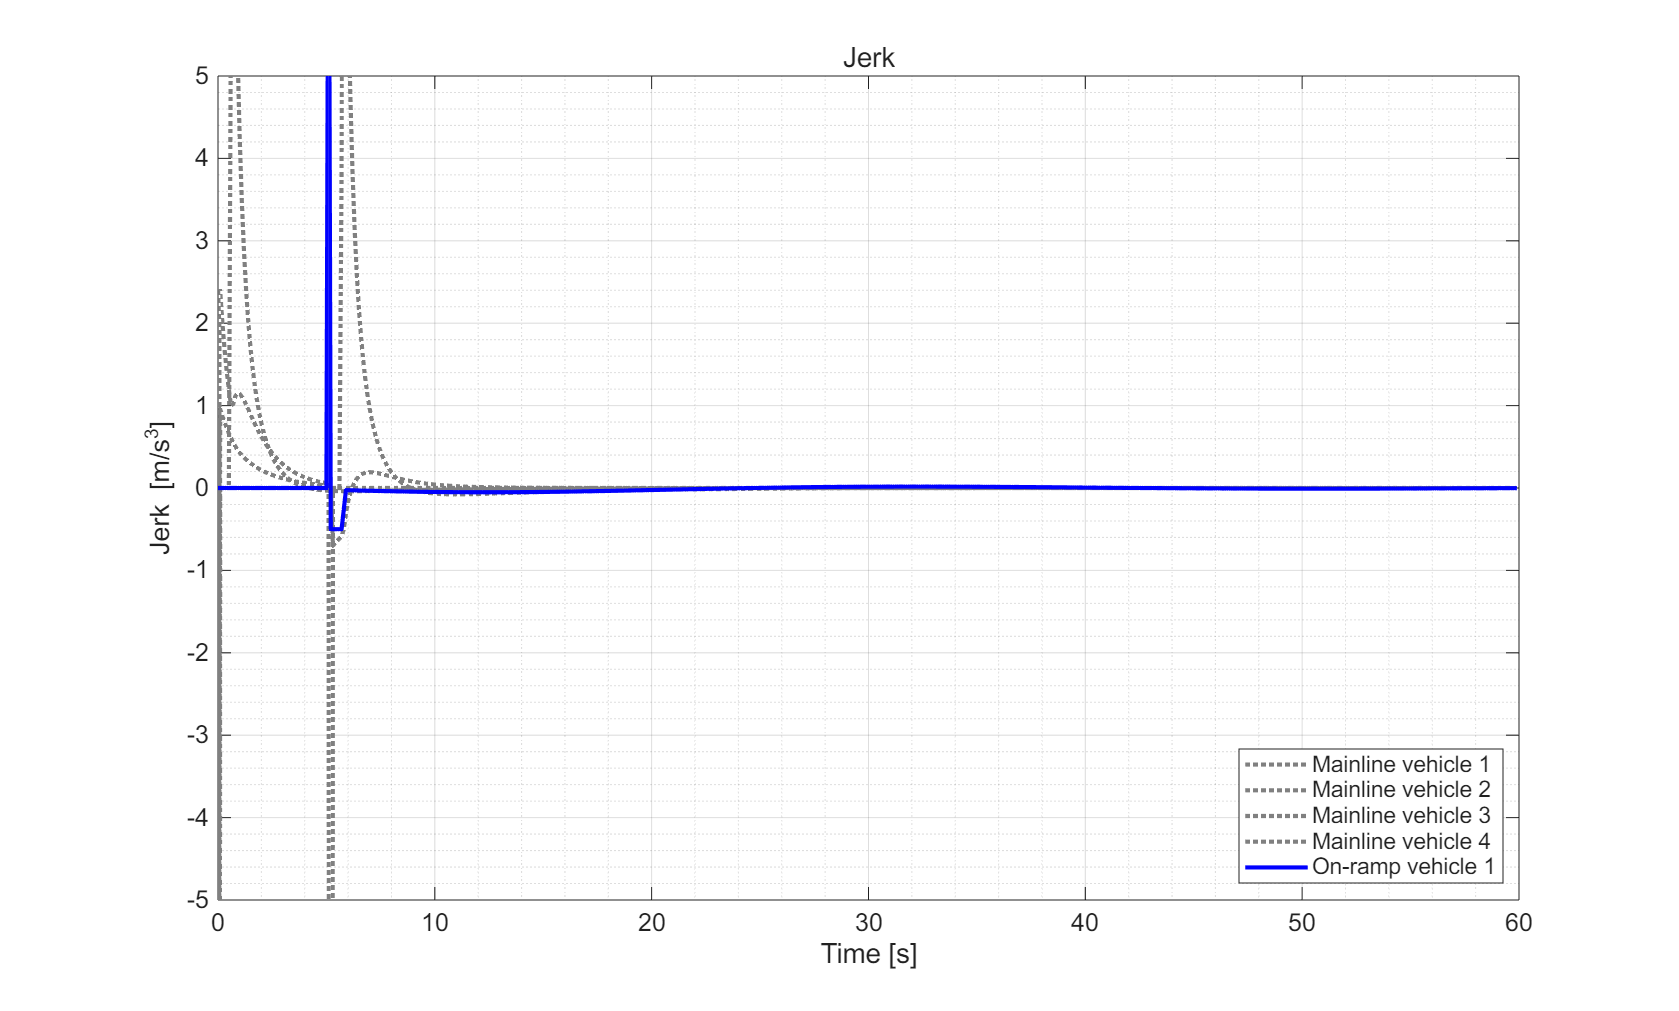 Jerk
5
4
3
2
1
0
-1
-2
-3
-4
-5
Jerk [m/s³]
0 10 20 30 40 50 60
Time [s]
Mainline vehicle 1
Mainline vehicle 2
Mainline vehicle 3
Mainline vehicle 4
On-ramp vehicle 1